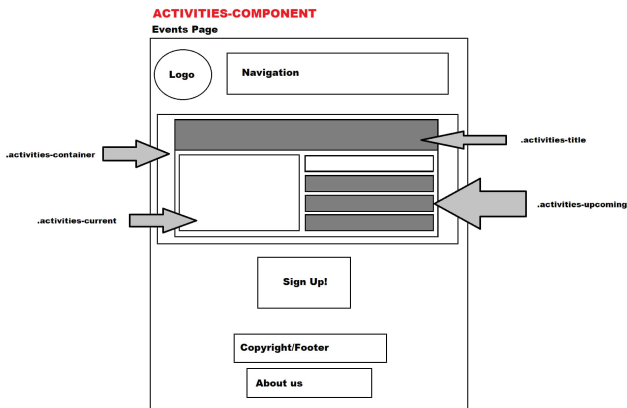 ACTIVITIES-COMPONENT
Events Page
Logo
Navigation
.activities-title
.activities-container
.activities-upcoming
.activities-current
Sign Up!
Copyright/Footer
About us